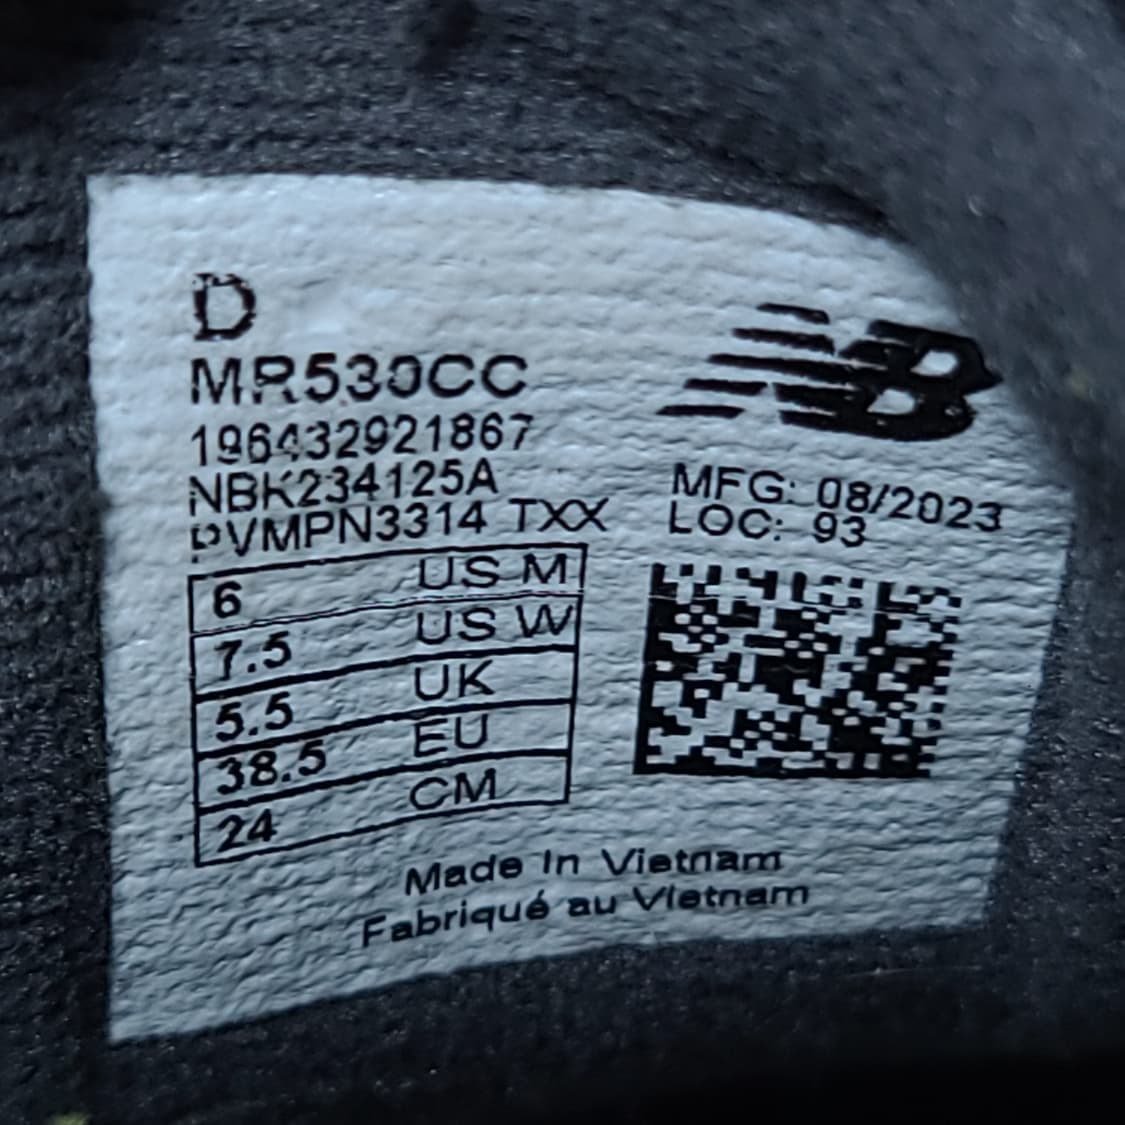 D
MR530CC
196432921867
NBK234125A
PVMPN3314 TXX
NB
MFG: 08/2023
LOC: 93
6 US M
7.5 US W
5.5 UK
38.5 EU
24 CM
Made In Vietnam
Fabriqué au Vietnam